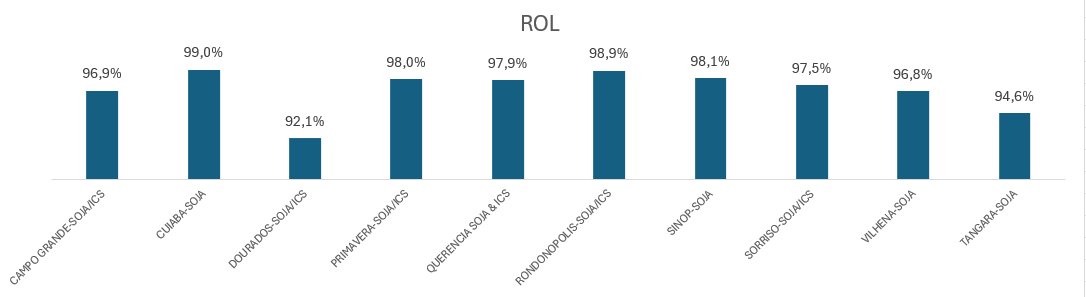 ROL
96,9%
99,0%
92,1%
98,0%
97,9%
98,9%
98,1%
97,5%
96,8%
94,6%
CAMPO GRANDE-SOJA/ICS
CUIABA-SOJA
DOURADOS-SOJA/ICS
PRIMAVERA-SOJA/ICS
QUERENCIA SOJA & ICS
RONDONOPOLIS-SOJA/ICS
SINOP-SOJA
SORRISO-SOJA/ICS
VILHENA-SOJA
TANGARA-SOJA